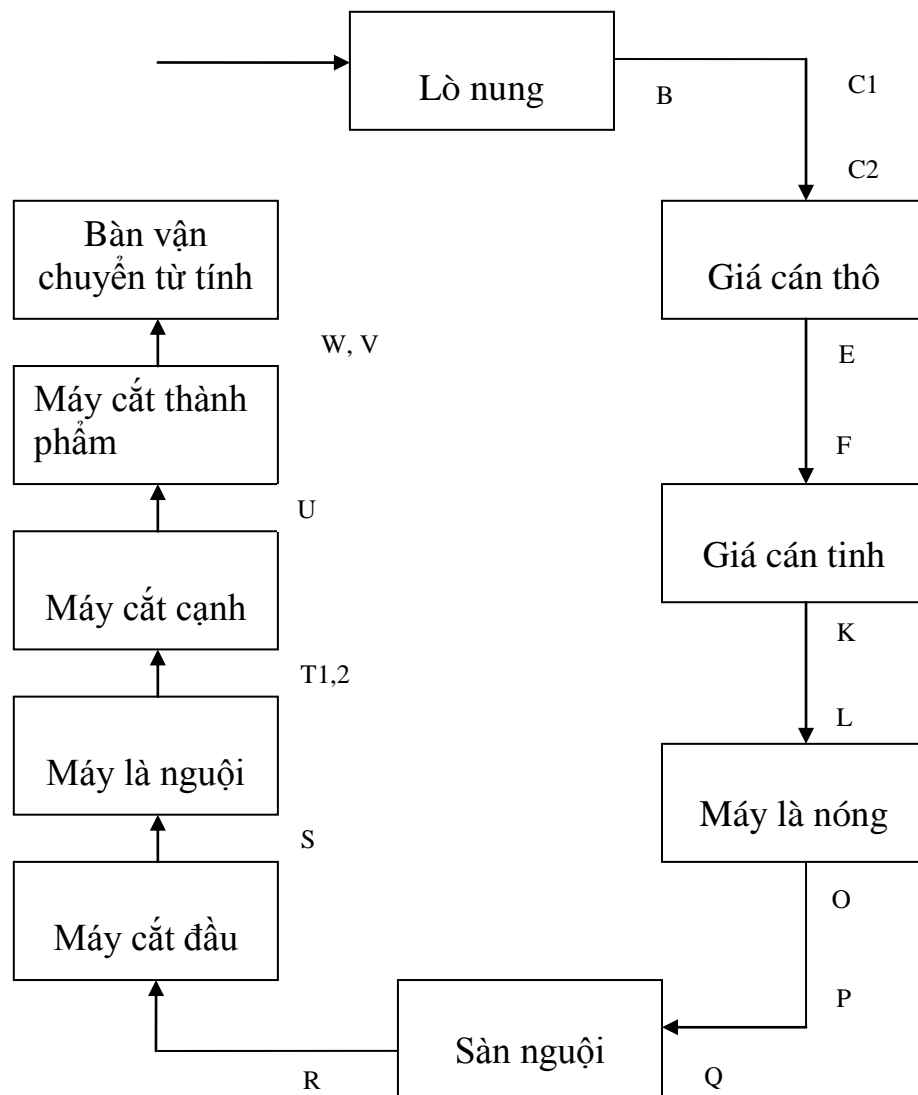 Lò nung
B
C1
C2
Bàn vận
chuyển từ tính
Giá cán thô
W, V
E
Máy cắt thành
phẩm
F
U
Giá cán tinh
Máy cắt cạnh
K
T1,2
L
Máy là nguội
Máy là nóng
S
O
Máy cắt đầu
P
Sàn nguội
R
Q